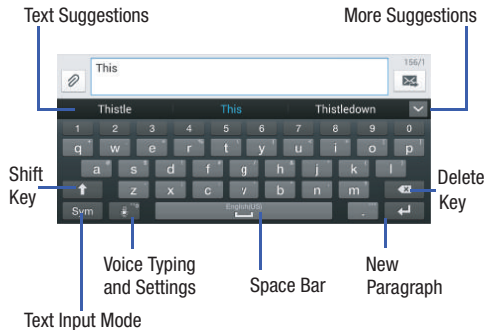 Text Suggestions
More Suggestions
156/1
This
Thistle This Thistledown
1 2 3 4 5 6 7 8 9 0
q w e r t y u i o p
a s d f g h j k l
Shift
Key
z x c v b n m
Delete
Key
Sym
English(US)
.
Voice Typing
and Settings
Space Bar
New
Paragraph
Text Input Mode